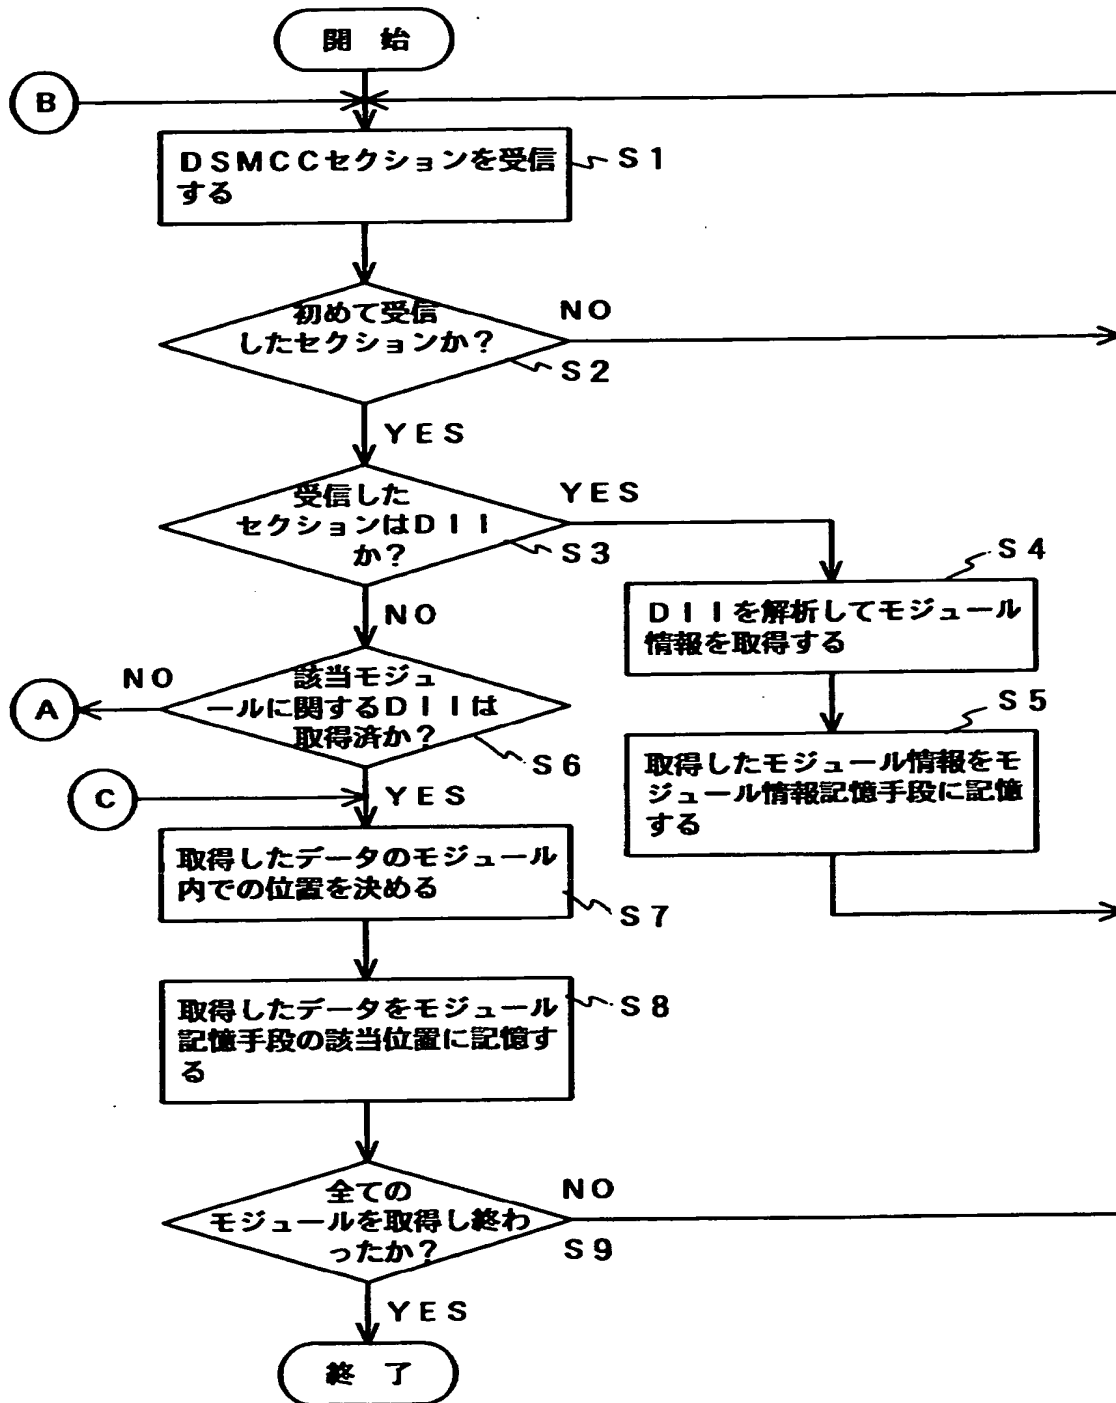 開 始
B
DSMCCセクションを受信
する
S1
初めて受信
したセクションか?
NO
S2
YES
受信した
セクションはDII
か?
YES
S3
NO
S4
DIIを解析してモジュール
情報を取得する
S5
取得したモジュール情報をモ
ジュール情報記憶手段に記憶
する
該当モジュ
ールに関するDIIは
取得済か?
NO
A
S6
YES
C
取得したデータのモジュール
内での位置を決める
S7
取得したデータをモジュール
記憶手段の該当位置に記憶す
る
S8
全ての
モジュールを取得し終わ
ったか?
NO
S9
YES
終 了